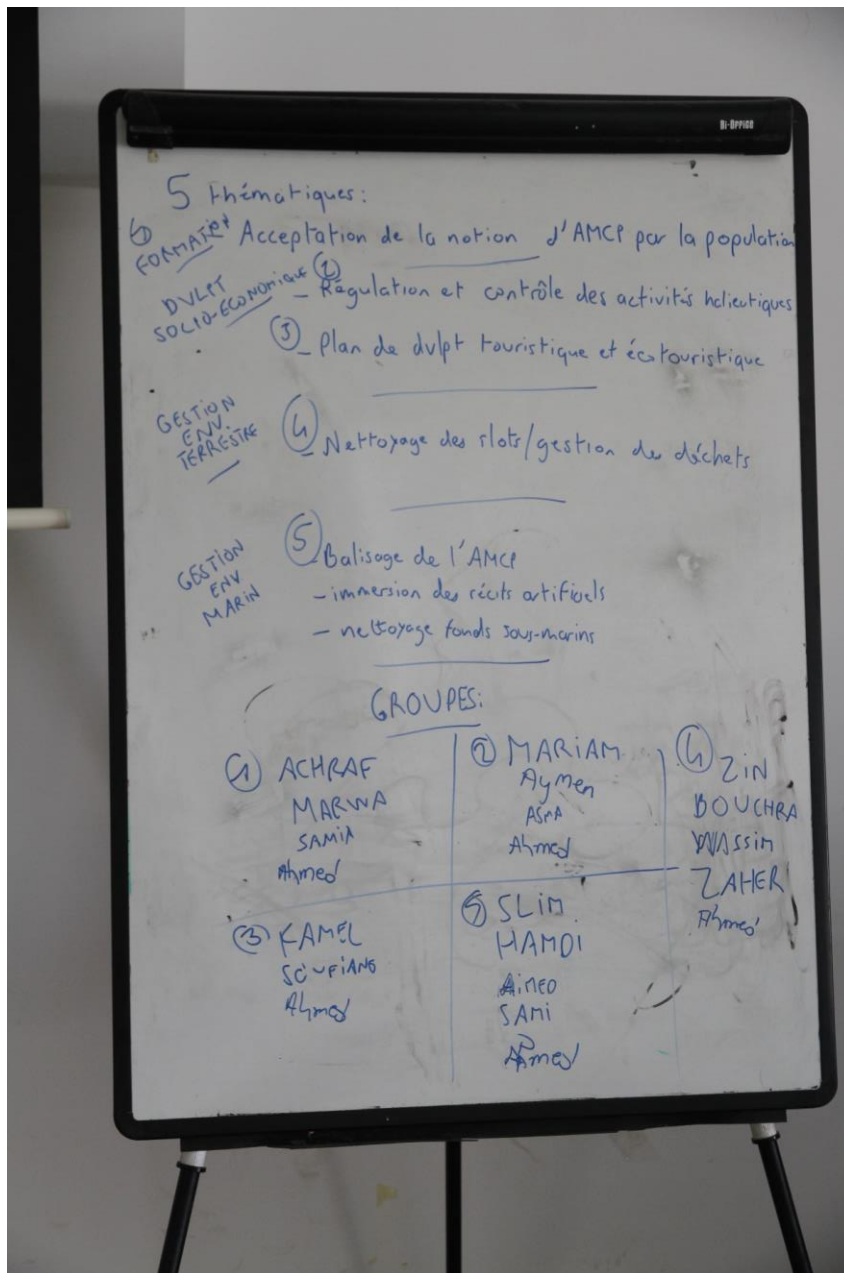 Bi-Office
5 thématiques:
① FORMATION Acceptation de la notion d'AMCP par la population
DVLPT SOCIO-ECONOMIQUE
② - Régulation et contrôle des activités halieutiques
③ - Plan de dvlpt touristique et écotouristique
GESTION ENV. TERRESTRE
④ - Nettoyage des ilots/gestion des déchets
GESTION ENV MARIN
⑤ - Balisage de l'AMCP
- immersion des récifs artificiels
- nettoyage fonds sous-marins
GROUPES:
① ACHRAF
MARWA
SAMIA
Ahmed
② MARIAM
Aymen
ASMA
Ahmed
④ ZIN
BOUCHRA
WASSIM
ZAHER
Ahmed
③ KAMEL
SOUFIANE
Ahmed
⑤ SLIM
HAMDI
SAMI
Ahmed